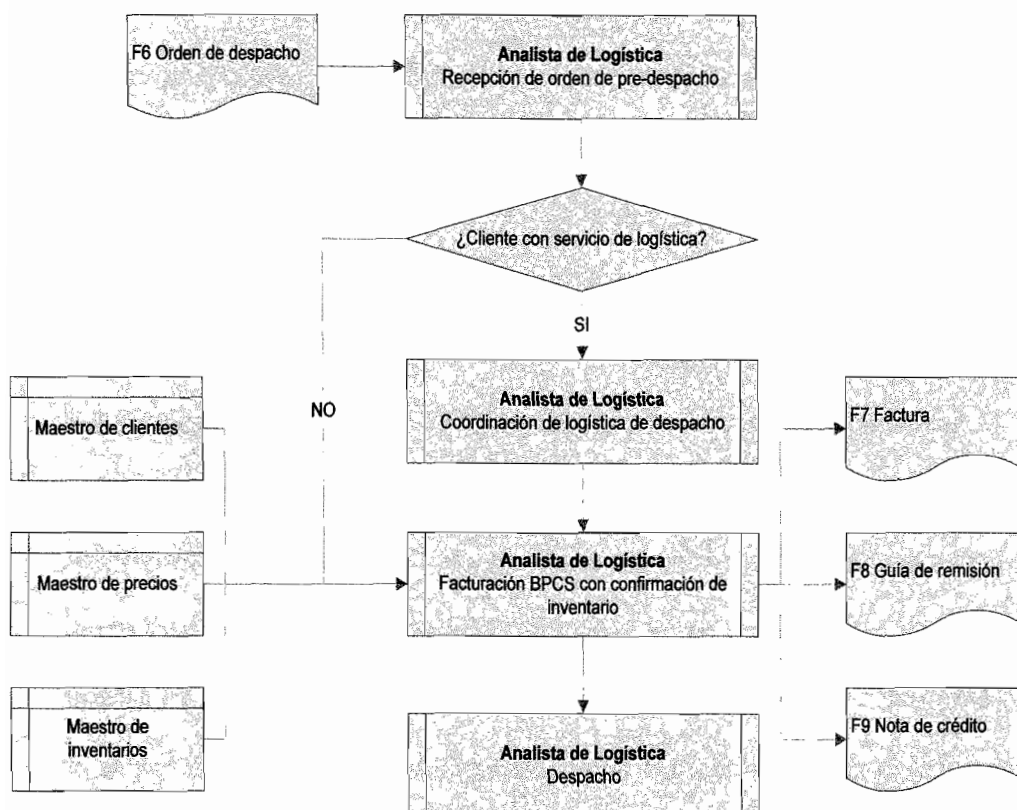 F6 Orden de despacho
Analista de Logística
Recepción de orden de pre-despacho
¿Cliente con servicio de logística?
SI
NO
Maestro de clientes
Analista de Logística
Coordinación de logística de despacho
F7 Factura
Maestro de precios
Analista de Logística
Facturación BPCS con confirmación de
inventario
F8 Guía de remisión
Maestro de
inventarios
Analista de Logística
Despacho
F9 Nota de crédito